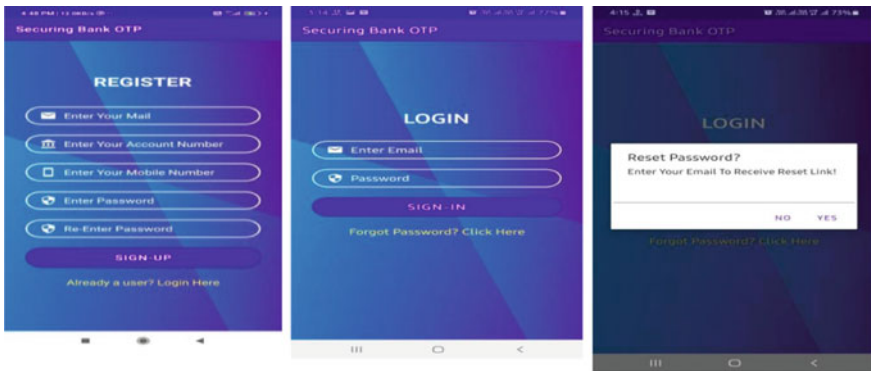 Securing Bank OTP
REGISTER
Enter Your Mail
Enter Your Account Number
Enter Your Mobile Number
Enter Password
Re-Enter Password
SIGN-UP
Already a user? Login Here
Securing Bank OTP
LOGIN
Enter Email
Password
SIGN-IN
Forgot Password? Click Here
4:15
73%
Securing Bank OTP
LOGIN
Reset Password?
Enter Your Email To Receive Reset Link!
NO YES
Forgot Password? Click Here